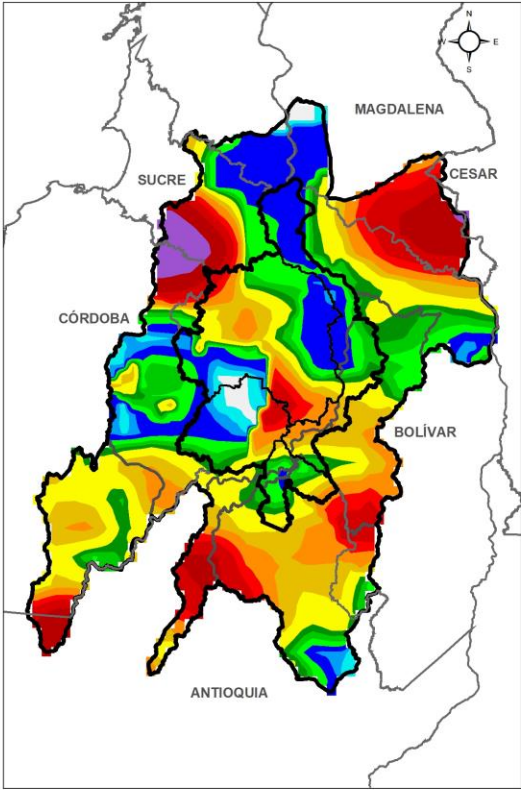 N
W E
S
MAGDALENA
CESAR
SUCRE
CÓRDOBA
BOLÍVAR
ANTIOQUIA